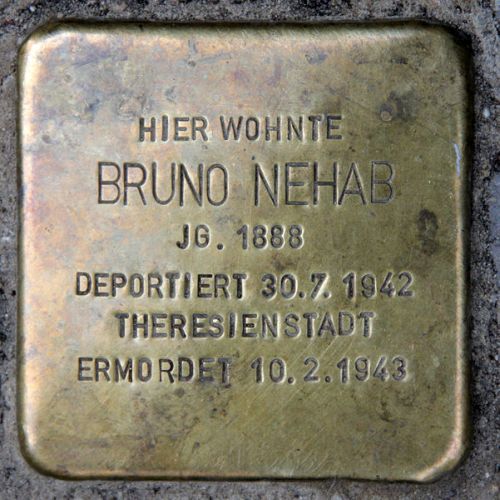 HIER WOHNTE
BRUNO NEHAB
JG. 1888
DEPORTIERT 30.7. 1942
THERESIENSTADT
ERMORDET 10.2.1943